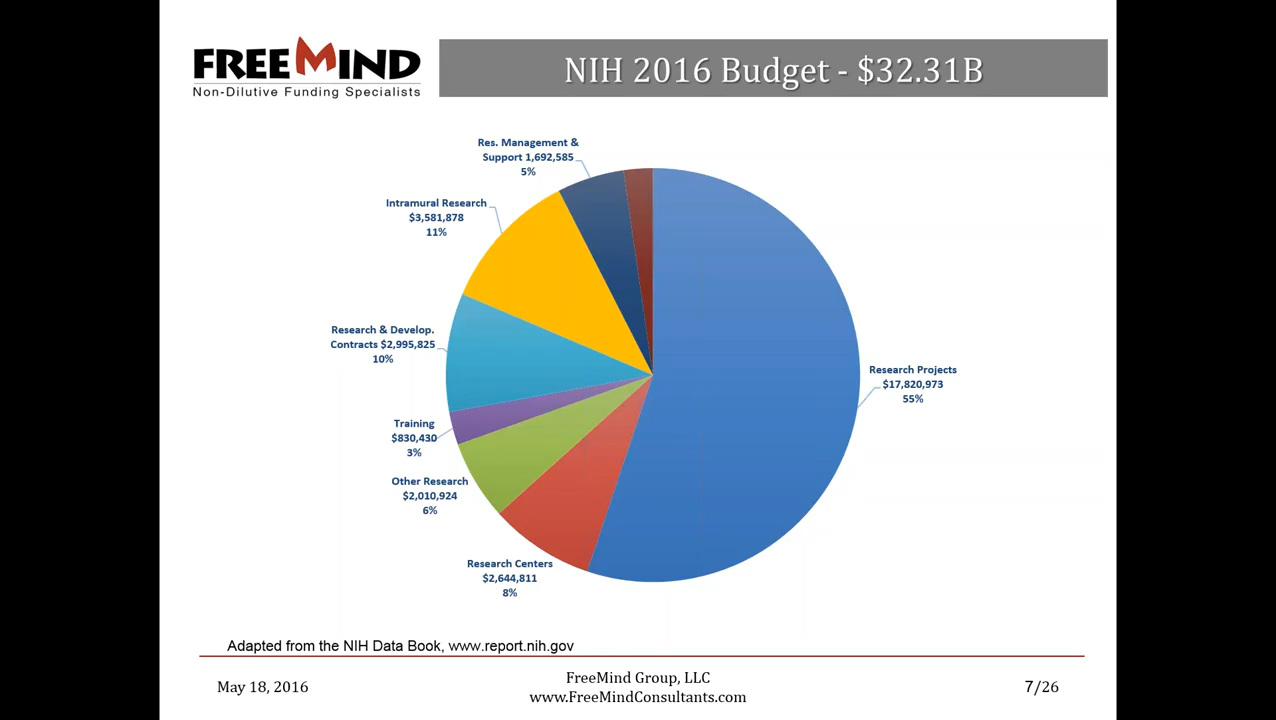 FREEMIND
Non-Dilutive Funding Specialists
NIH 2016 Budget - $32.31B
Res. Management &
Support 1,692,585
5%
Intramural Research
$3,581,878
11%
Research & Develop.
Contracts $2,995,825
10%
Training
$830,430
3%
Other Research
$2,010,924
6%
Research Centers
$2,644,811
8%
Research Projects
$17,820,973
55%
Adapted from the NIH Data Book, www.report.nih.gov
May 18, 2016
FreeMind Group, LLC
www.FreeMindConsultants.com
7/26